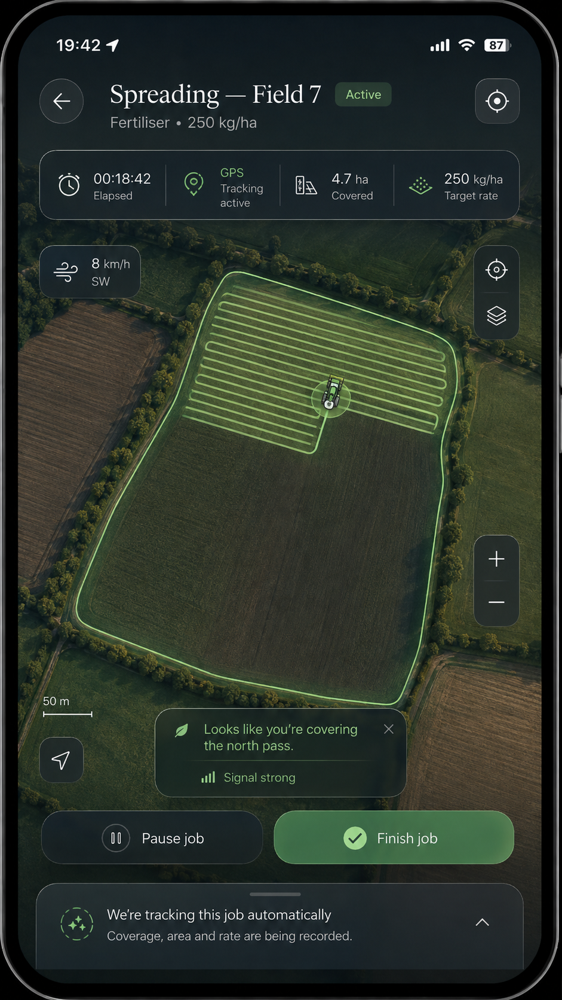 19:42
87
Spreading — Field 7
Active
Fertiliser • 250 kg/ha
00:18:42
Elapsed
GPS
Tracking
active
4.7 ha
Covered
250 kg/ha
Target rate
8 km/h
SW
50 m
Looks like you’re covering
the north pass.
Signal strong
Pause job
Finish job
We’re tracking this job automatically
Coverage, area and rate are being recorded.